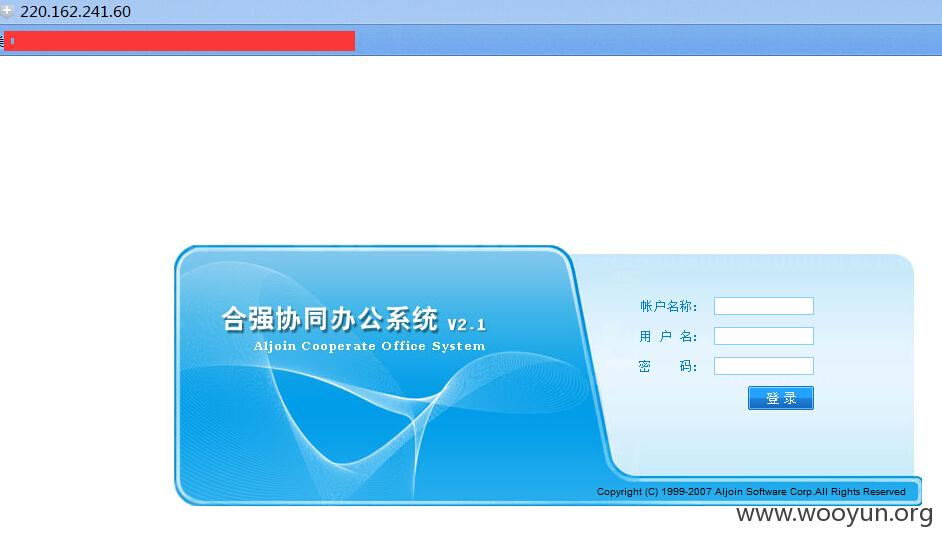 220.162.241.60
帐户名称：
合强协同办公系统 V2.1
用 户 名：
Aljoin Cooperate Office System
密 码：
登 录
Copyright (C) 1999-2007 Aljoin Software Corp.All Rights Reserved
www.wooyun.org